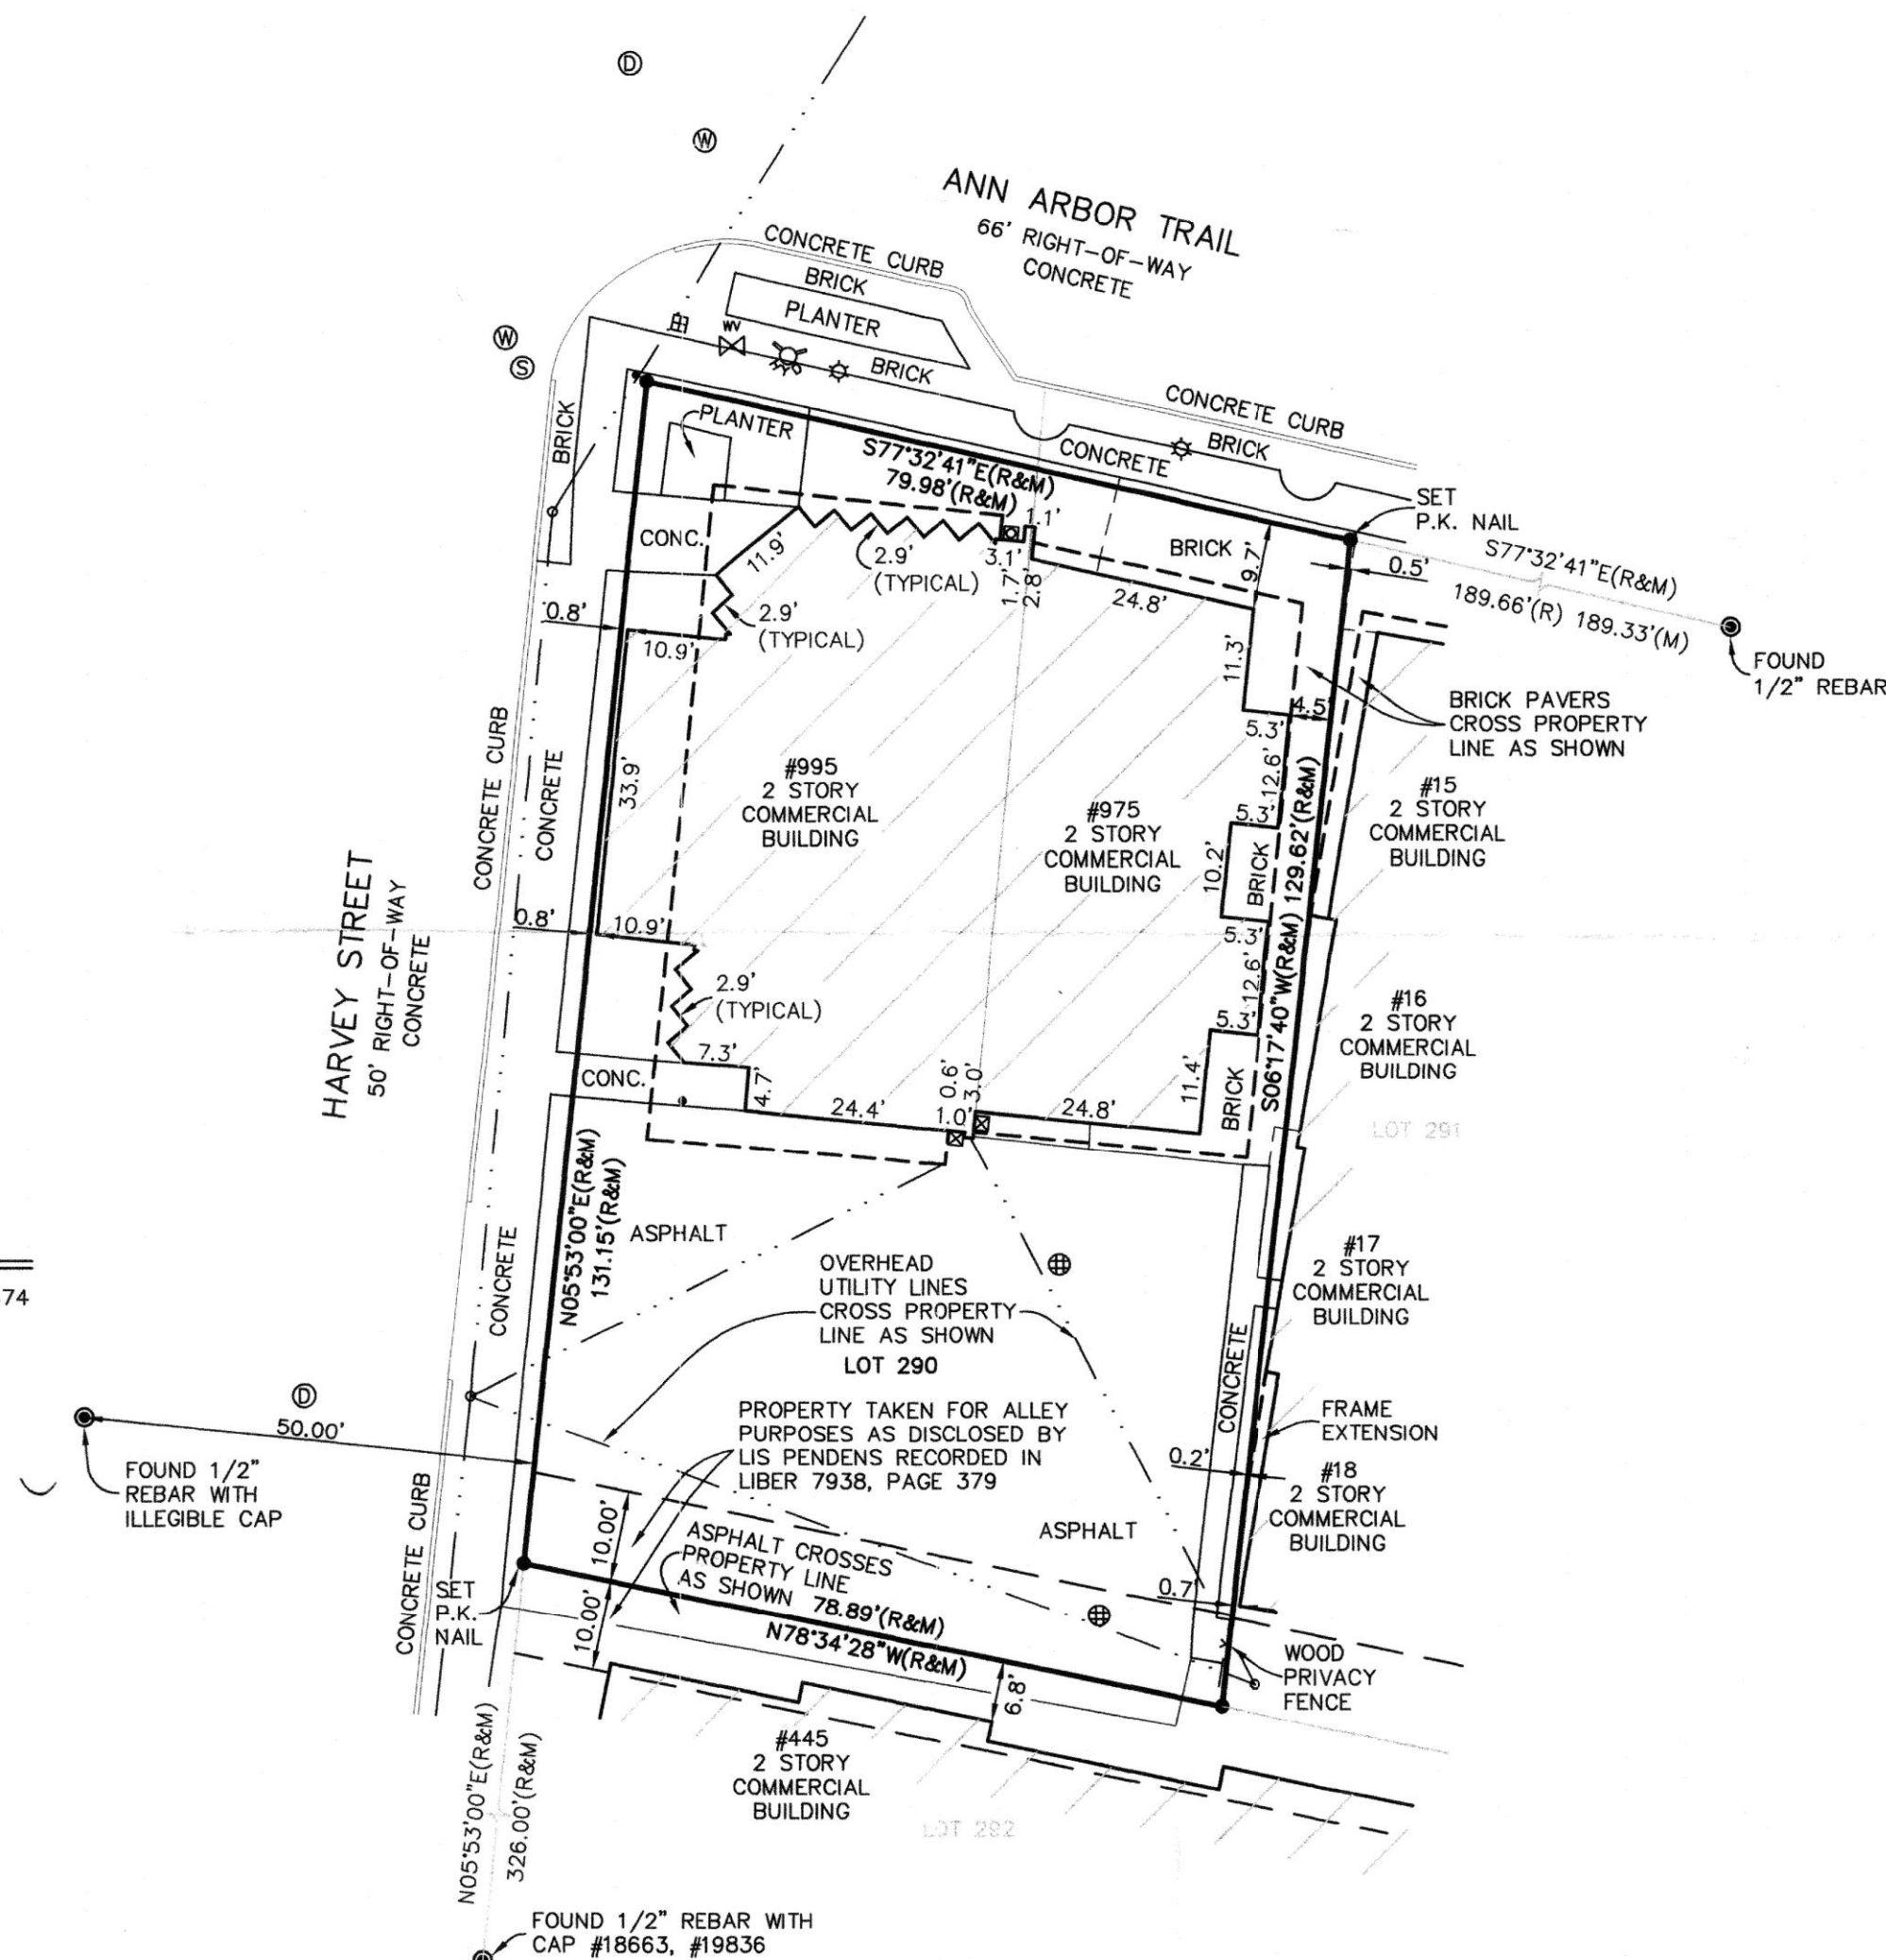 D
W
ANN ARBOR TRAIL
66' RIGHT-OF-WAY
CONCRETE
CONCRETE CURB
BRICK
PLANTER
WV
W
S
BRICK
BRICK
CONCRETE CURB
PLANTER
BRICK
CONCRETE
S77°32'41"E(R&M)
79.98'(R&M)
SET
P.K. NAIL
S77°32'41"E(R&M)
189.66'(R) 189.33'(M)
0.5'
FOUND
1/2" REBAR
CONC.
11.9'
2.9'
(TYPICAL)
1.1'
3.1'
1.7'
2.8'
BRICK
9.7'
24.8'
0.8'
2.9'
(TYPICAL)
10.9'
11.3'
4.5'
5.3'
BRICK PAVERS
CROSS PROPERTY
LINE AS SHOWN
CONCRETE CURB
CONCRETE
33.9'
#995
2 STORY
COMMERCIAL
BUILDING
#975
2 STORY
COMMERCIAL
BUILDING
12.6'
5.3'
10.2'
BRICK
#15
2 STORY
COMMERCIAL
BUILDING
HARVEY STREET
50' RIGHT-OF-WAY
CONCRETE
0.8'
10.9'
5.3'
S06°17'40"W(R&M) 129.62'(R&M)
2.9'
(TYPICAL)
12.6'
5.3'
#16
2 STORY
COMMERCIAL
BUILDING
7.3'
CONC.
4.7'
24.4'
0.6'
3.0'
1.0'
24.8'
11.4'
BRICK
LOT 291
N05°53'00"E(R&M)
131.15'(R&M)
ASPHALT
CONCRETE
OVERHEAD
UTILITY LINES
CROSS PROPERTY
LINE AS SHOWN
LOT 290
#17
2 STORY
COMMERCIAL
BUILDING
74
D
50.00'
FOUND 1/2"
REBAR WITH
ILLEGIBLE CAP
PROPERTY TAKEN FOR ALLEY
PURPOSES AS DISCLOSED BY
LIS PENDENS RECORDED IN
LIBER 7938, PAGE 379
CONCRETE
FRAME
EXTENSION
0.2'
#18
2 STORY
COMMERCIAL
BUILDING
CONCRETE CURB
10.00'
ASPHALT CROSSES
PROPERTY LINE
AS SHOWN
78.89'(R&M)
N78°34'28"W(R&M)
ASPHALT
0.7'
SET
P.K.
NAIL
10.00'
6.8'
WOOD
PRIVACY
FENCE
#445
2 STORY
COMMERCIAL
BUILDING
LOT 292
N05°53'00"E(R&M)
326.00'(R&M)
FOUND 1/2" REBAR WITH
CAP #18663, #19836